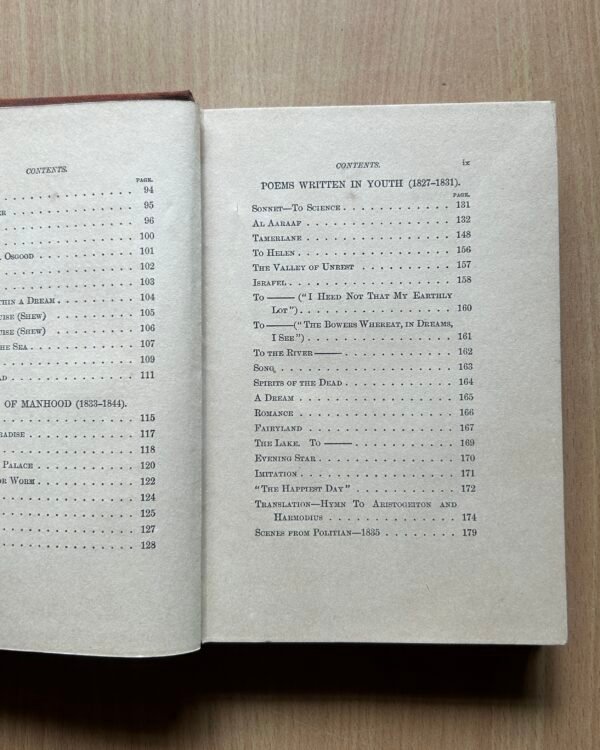 CONTENTS.
PAGE.
. . . . . . . . . . . . . 94
ER . . . . . . . . . . . 95
. . . . . . . . . . . . . 96
. . . . . . . . . . . . . 100
. OSGOOD . . . . . . . . 101
. . . . . . . . . . . . . 102
. . . . . . . . . . . . . 103
THIN A DREAM . . . . . . . 104
ISE (SHEW) . . . . . . . . 105
ISE (SHEW) . . . . . . . . 106
HE SEA . . . . . . . . . . 107
. . . . . . . . . . . . . 109
AD . . . . . . . . . . . . 111
OF MANHOOD (1833–1844).
. . . . . . . . . . . . . 115
RADISE . . . . . . . . . . 117
. . . . . . . . . . . . . 118
PALACE . . . . . . . . . . 120
OR WORM . . . . . . . . . 122
. . . . . . . . . . . . . 124
. . . . . . . . . . . . . 125
. . . . . . . . . . . . . 127
. . . . . . . . . . . . . 128
CONTENTS. ix
POEMS WRITTEN IN YOUTH (1827–1831).
PAGE.
SONNET—TO SCIENCE . . . . . . . . 131
AL AARAAF . . . . . . . . . . . 132
TAMERLANE . . . . . . . . . . . 148
TO HELEN . . . . . . . . . . . . 156
THE VALLEY OF UNREST . . . . . . . 157
ISRAFEL . . . . . . . . . . . . . 158
TO —— ("I HEED NOT THAT MY EARTHLY
LOT") . . . . . . . . . . . . 160
TO —— ("THE BOWERS WHEREAT, IN DREAMS,
I SEE") . . . . . . . . . . . 161
TO THE RIVER —— . . . . . . . . 162
SONG . . . . . . . . . . . . . . 163
SPIRITS OF THE DEAD . . . . . . . . 164
A DREAM . . . . . . . . . . . . 165
ROMANCE . . . . . . . . . . . . 166
FAIRYLAND . . . . . . . . . . . . 167
THE LAKE. TO —— . . . . . . . . 169
EVENING STAR . . . . . . . . . . . 170
IMITATION . . . . . . . . . . . . 171
"THE HAPPIEST DAY" . . . . . . . . 172
TRANSLATION—HYMN TO ARISTOGEITON AND
HARMODIUS . . . . . . . . . . 174
SCENES FROM POLITIAN—1835 . . . . . . 179